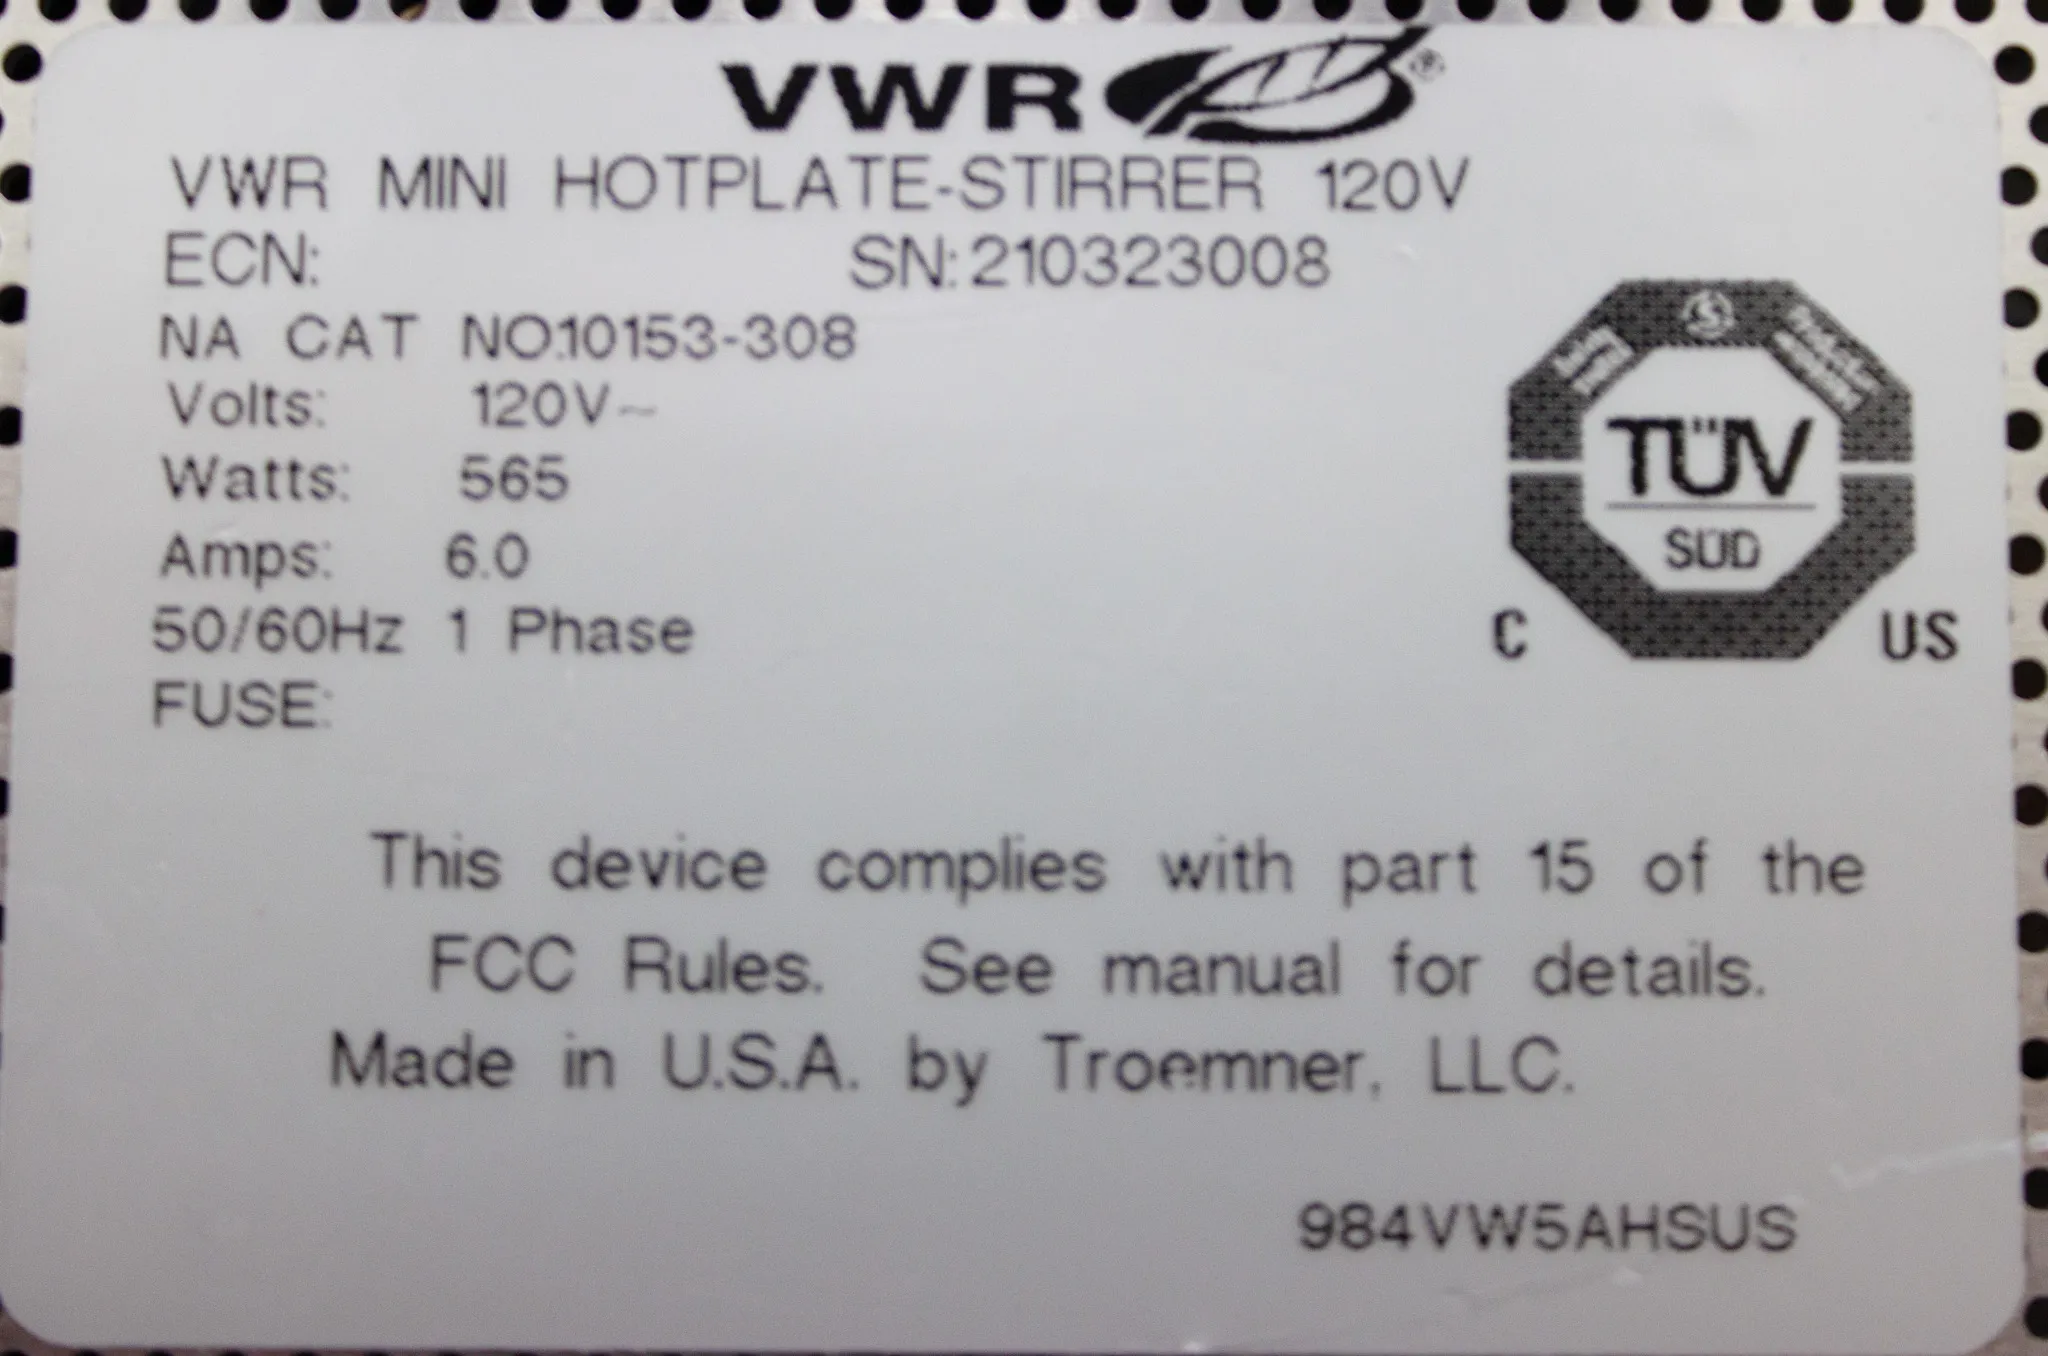 VWR®
VWR MINI HOTPLATE-STIRRER 120V
ECN: SN:210323008
NA CAT NO.10153-308
Volts: 120V~
Watts: 565
Amps: 6.0
50/60Hz 1 Phase
FUSE:
TÜV
SÜD
C US
This device complies with part 15 of the
FCC Rules. See manual for details.
Made in U.S.A. by Troemner, LLC.
984VW5AHSUS